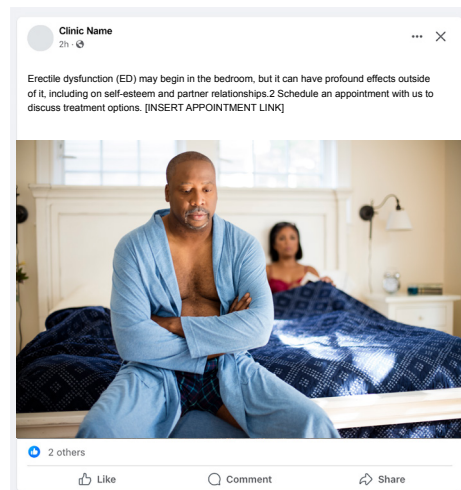 Clinic Name
2h
Erectile dysfunction (ED) may begin in the bedroom, but it can have profound effects outside
of it, including on self-esteem and partner relationships.2 Schedule an appointment with us to
discuss treatment options. [INSERT APPOINTMENT LINK]
2 others
Like Comment Share